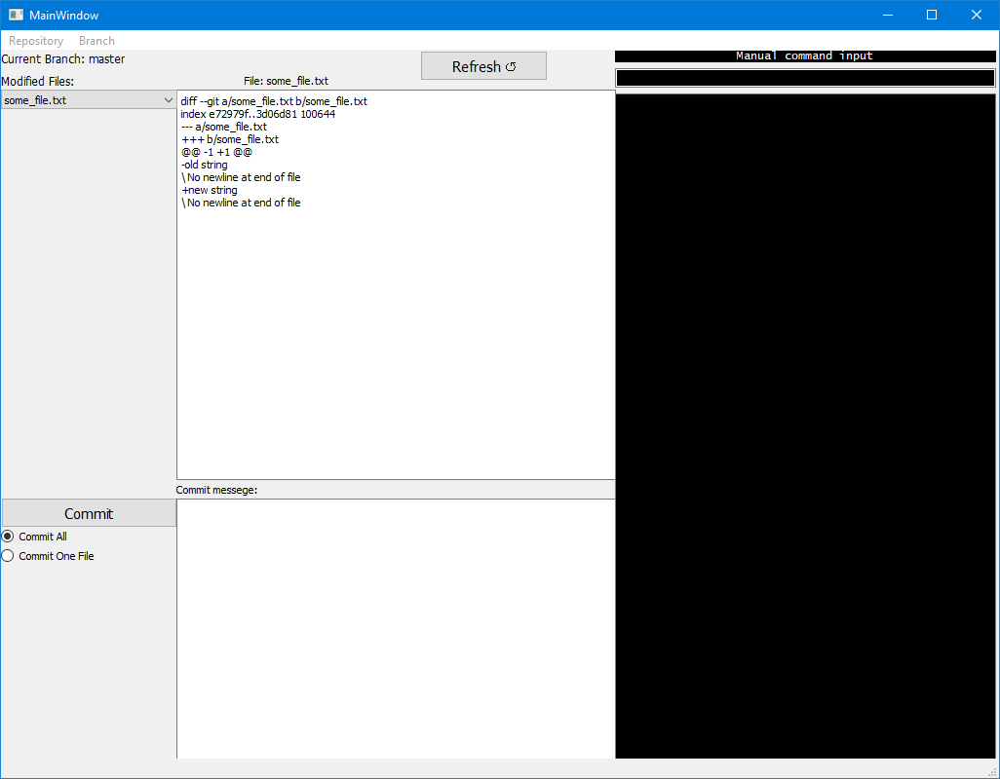 MainWindow
Repository Branch
Current Branch: master
Refresh ↺
Manual command input
Modified Files:
File: some_file.txt
some_file.txt
diff --git a/some_file.txt b/some_file.txt
index e72979f..3d06d81 100644
--- a/some_file.txt
+++ b/some_file.txt
@@ -1 +1 @@
-old string
\ No newline at end of file
+new string
\ No newline at end of file
Commit messege:
Commit
Commit All
Commit One File